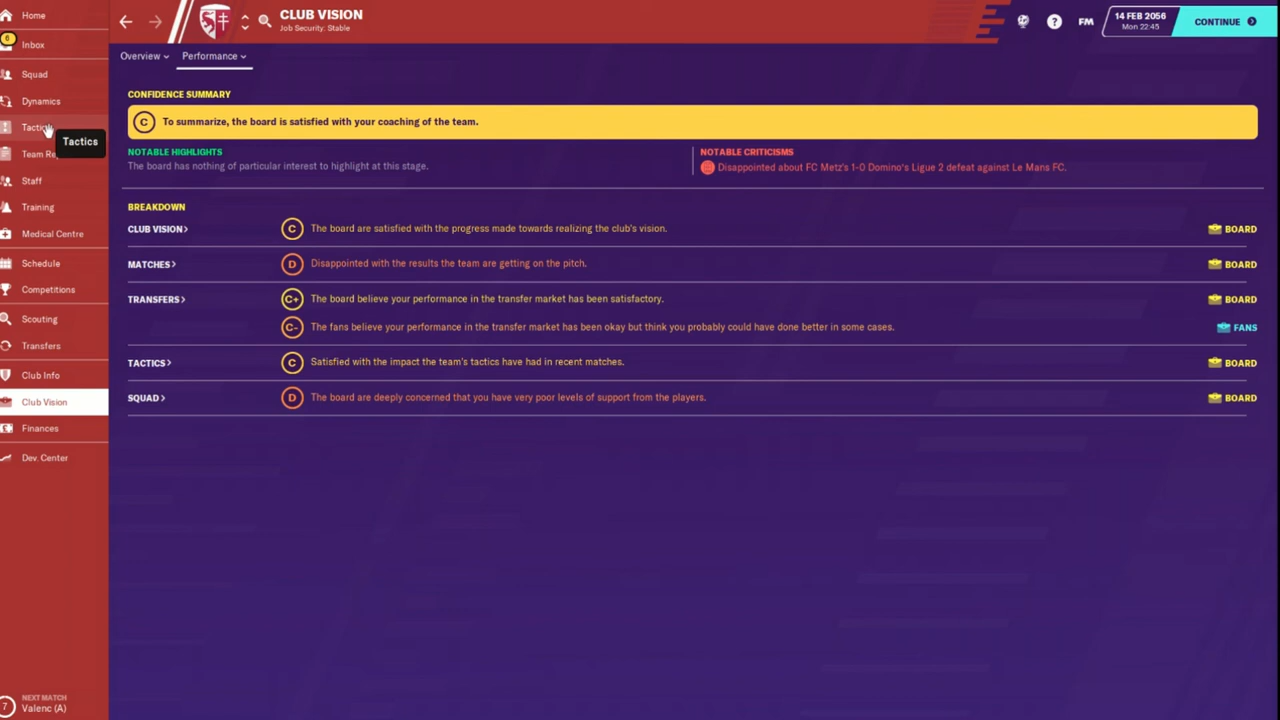 Home
6
Inbox
Squad
Dynamics
Tactics
Tactics
Team Re
Staff
Training
Medical Centre
Schedule
Competitions
Scouting
Transfers
Club Info
Club Vision
Finances
Dev. Center
7
NEXT MATCH
Valenc (A)
CLUB VISION
Job Security: Stable
?
FM
14 FEB 2056
Mon 22:45
CONTINUE
Overview
Performance
CONFIDENCE SUMMARY
C To summarize, the board is satisfied with your coaching of the team.
NOTABLE HIGHLIGHTS
The board has nothing of particular interest to highlight at this stage.
NOTABLE CRITICISMS
Disappointed about FC Metz's 1-0 Domino's Ligue 2 defeat against Le Mans FC.
BREAKDOWN
CLUB VISION> C The board are satisfied with the progress made towards realizing the club's vision. BOARD
MATCHES> D Disappointed with the results the team are getting on the pitch. BOARD
TRANSFERS> C+ The board believe your performance in the transfer market has been satisfactory. BOARD
C- The fans believe your performance in the transfer market has been okay but think you probably could have done better in some cases. FANS
TACTICS> C Satisfied with the impact the team's tactics have had in recent matches. BOARD
SQUAD> D The board are deeply concerned that you have very poor levels of support from the players. BOARD